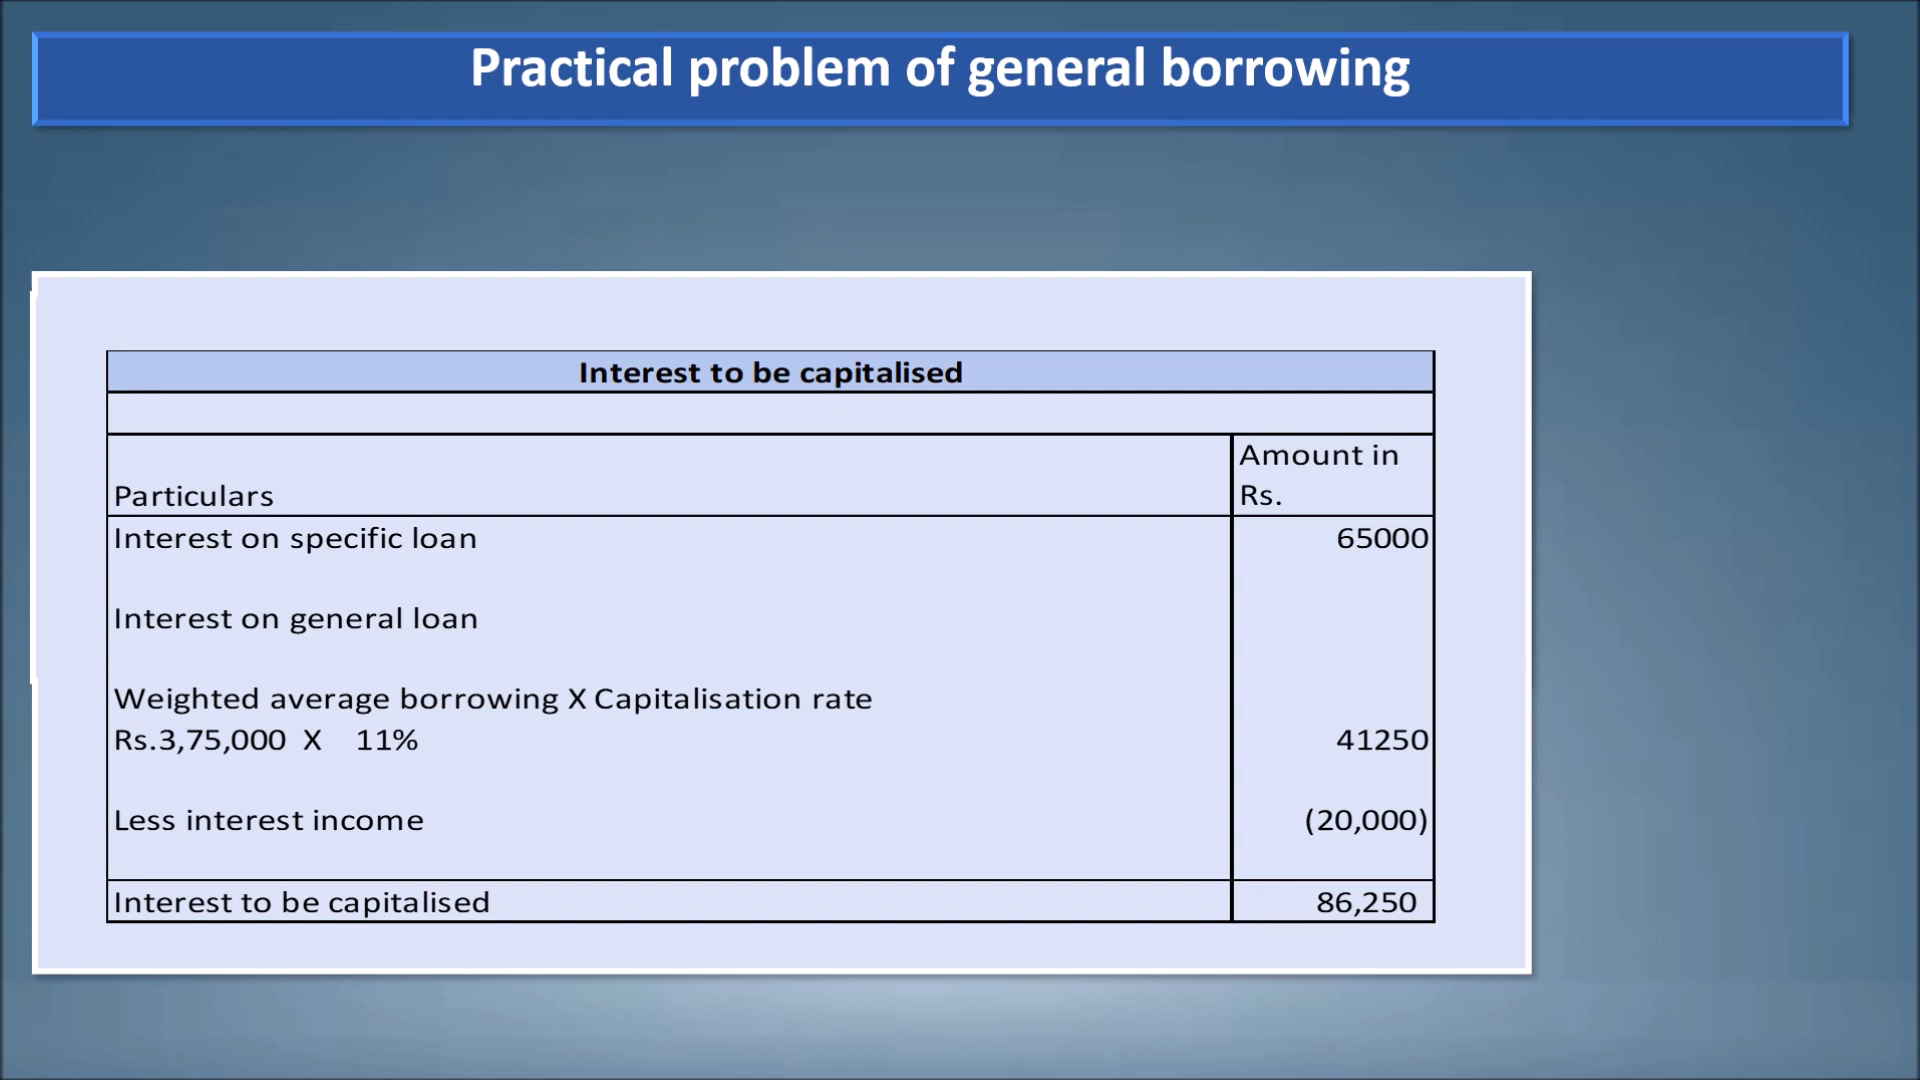 Practical problem of general borrowing
Interest to be capitalised
Amount in
Particulars Rs.
Interest on specific loan 65000
Interest on general loan
Weighted average borrowing X Capitalisation rate
Rs.3,75,000 X 11% 41250
Less interest income (20,000)
Interest to be capitalised 86,250